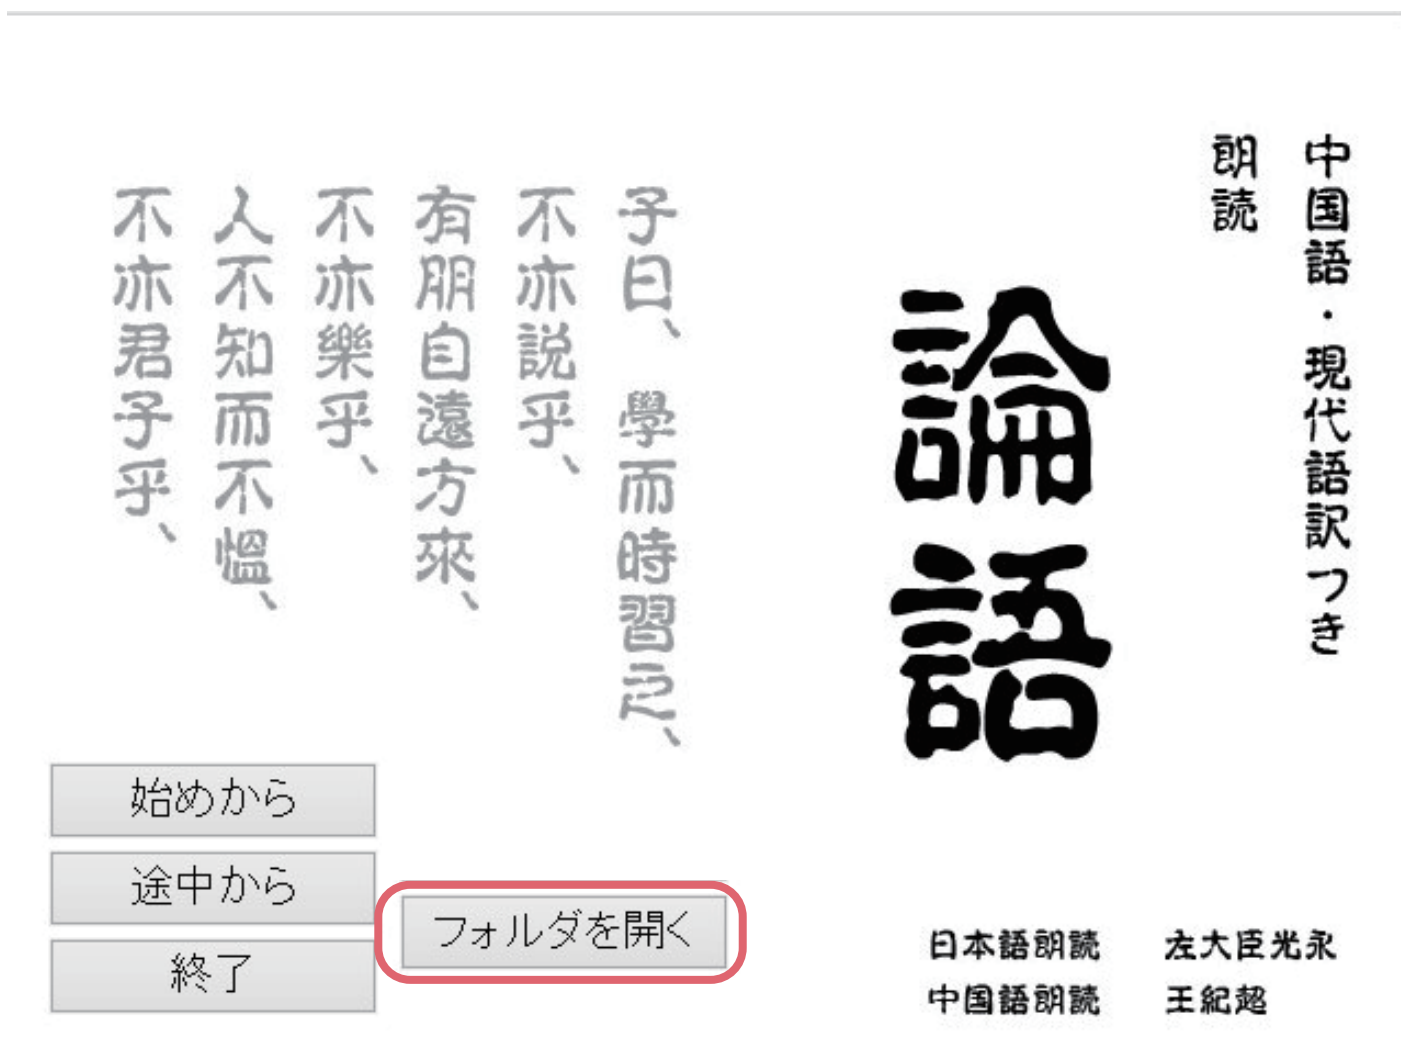 中国語・現代語訳つき
朗読
論語
子曰、學而時習之、
不亦説乎、
有朋自遠方來、
不亦樂乎、
人不知而不慍、
不亦君子乎、
始めから
途中から
終了
フォルダを開く
日本語朗読 左大臣光永
中国語朗読 王紀超